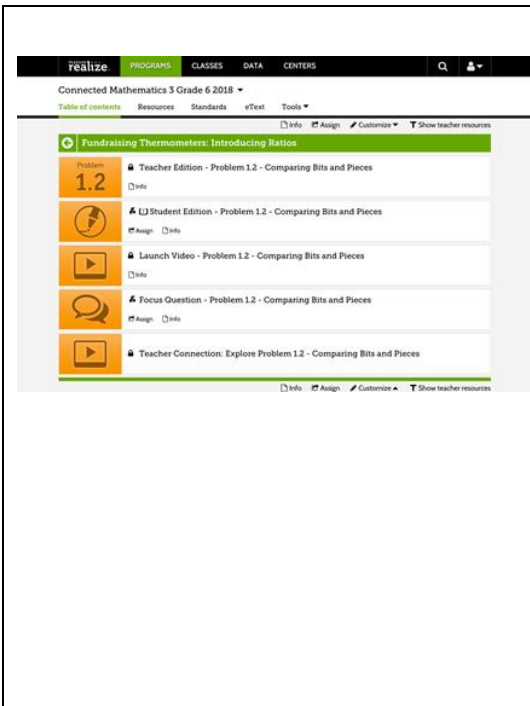 PEARSON
realize.
PROGRAMS CLASSES DATA CENTERS
Connected Mathematics 3 Grade 6 2018
Table of contents Resources Standards eText Tools
Info Assign Customize Show teacher resources
Fundraising Thermometers: Introducing Ratios
Problem
1.2
Teacher Edition - Problem 1.2 - Comparing Bits and Pieces
Info
Student Edition - Problem 1.2 - Comparing Bits and Pieces
Assign Info
Launch Video - Problem 1.2 - Comparing Bits and Pieces
Info
Focus Question - Problem 1.2 - Comparing Bits and Pieces
Assign Info
Teacher Connection: Explore Problem 1.2 - Comparing Bits and Pieces
Info Assign Customize Show teacher resources